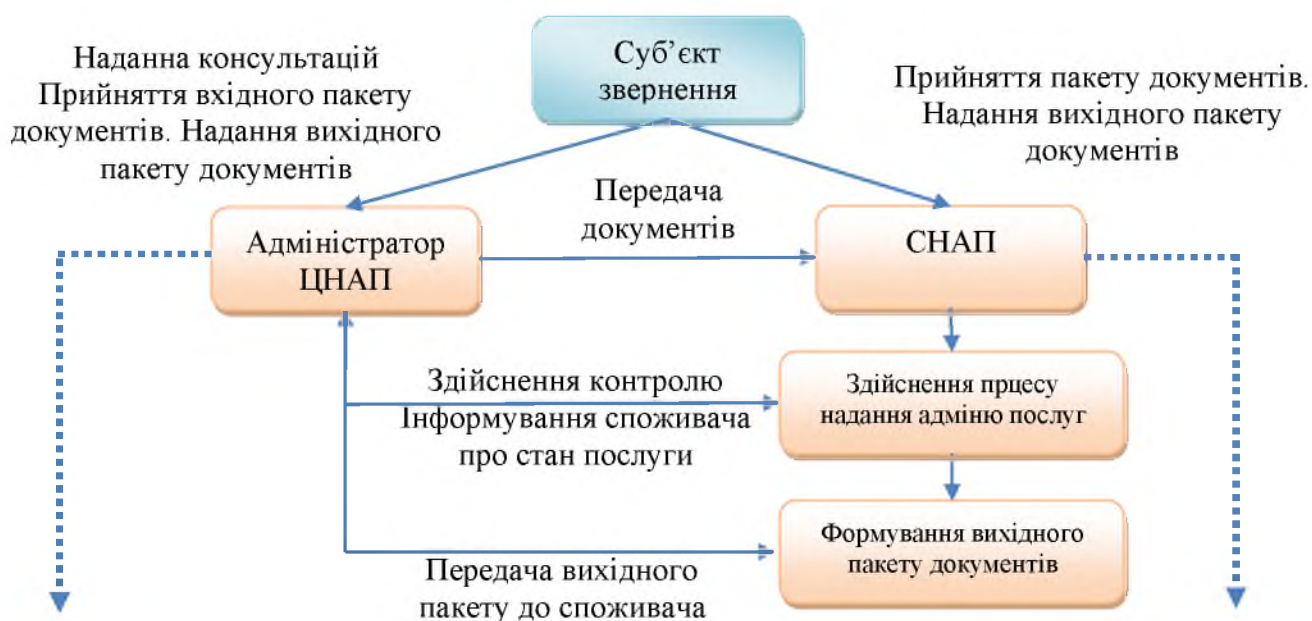 Наданна консультацій
Прийняття вхідного пакету
документів. Надання вихідного
пакету документів
Суб’єкт
звернення
Прийняття пакету документів.
Надання вихідного пакету
документів
Передача
документів
Адміністратор
ЦНАП
СНАП
Здійснення контролю
Інформування споживача
про стан послуги
Здійснення прцесу
надання адміню послуг
Передача вихідного
пакету до споживача
Формування вихідного
пакету документів